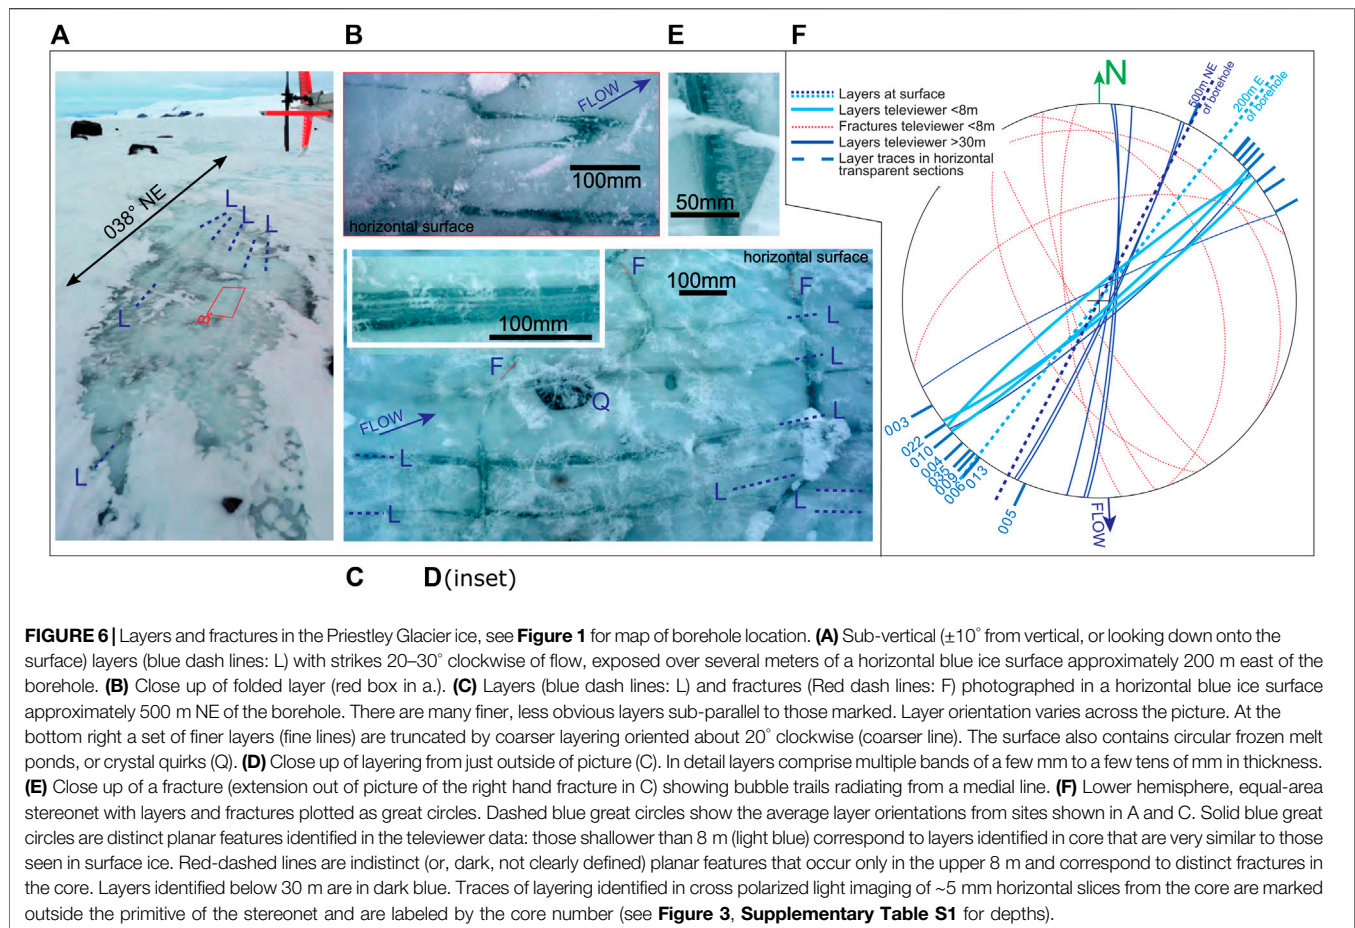 A
B
E
F
038° NE
L
L
L
L
L
B
FLOW
100mm
horizontal surface
50mm
horizontal surface
F
100mm
F
L
L
L
100mm
F
Q
FLOW
L
L
L
L
Layers at surface
Layers televiewer <8m
Fractures televiewer <8m
Layers televiewer >30m
Layer traces in horizontal
transparent sections
N
500m NE
of borehole
200m E
of borehole
003
022
010
004
035
009
006
013
005
FLOW
C
D(inset)
FIGURE 6 | Layers and fractures in the Priestley Glacier ice, see Figure 1 for map of borehole location. (A) Sub-vertical (±10° from vertical, or looking down onto the
surface) layers (blue dash lines: L) with strikes 20–30° clockwise of flow, exposed over several meters of a horizontal blue ice surface approximately 200 m east of the
borehole. (B) Close up of folded layer (red box in a.). (C) Layers (blue dash lines: L) and fractures (Red dash lines: F) photographed in a horizontal blue ice surface
approximately 500 m NE of the borehole. There are many finer, less obvious layers sub-parallel to those marked. Layer orientation varies across the picture. At the
bottom right a set of finer layers (fine lines) are truncated by coarser layering oriented about 20° clockwise (coarser line). The surface also contains circular frozen melt
ponds, or crystal quirks (Q). (D) Close up of layering from just outside of picture (C). In detail layers comprise multiple bands of a few mm to a few tens of mm in thickness.
(E) Close up of a fracture (extension out of picture of the right hand fracture in C) showing bubble trails radiating from a medial line. (F) Lower hemisphere, equal-area
stereonet with layers and fractures plotted as great circles. Dashed blue great circles show the average layer orientations from sites shown in A and C. Solid blue great
circles are distinct planar features identified in the televiewer data: those shallower than 8 m (light blue) correspond to layers identified in core that are very similar to those
seen in surface ice. Red-dashed lines are indistinct (or, dark, not clearly defined) planar features that occur only in the upper 8 m and correspond to distinct fractures in
the core. Layers identified below 30 m are in dark blue. Traces of layering identified in cross polarized light imaging of ~5 mm horizontal slices from the core are marked
outside the primitive of the stereonet and are labeled by the core number (see Figure 3, Supplementary Table S1 for depths).